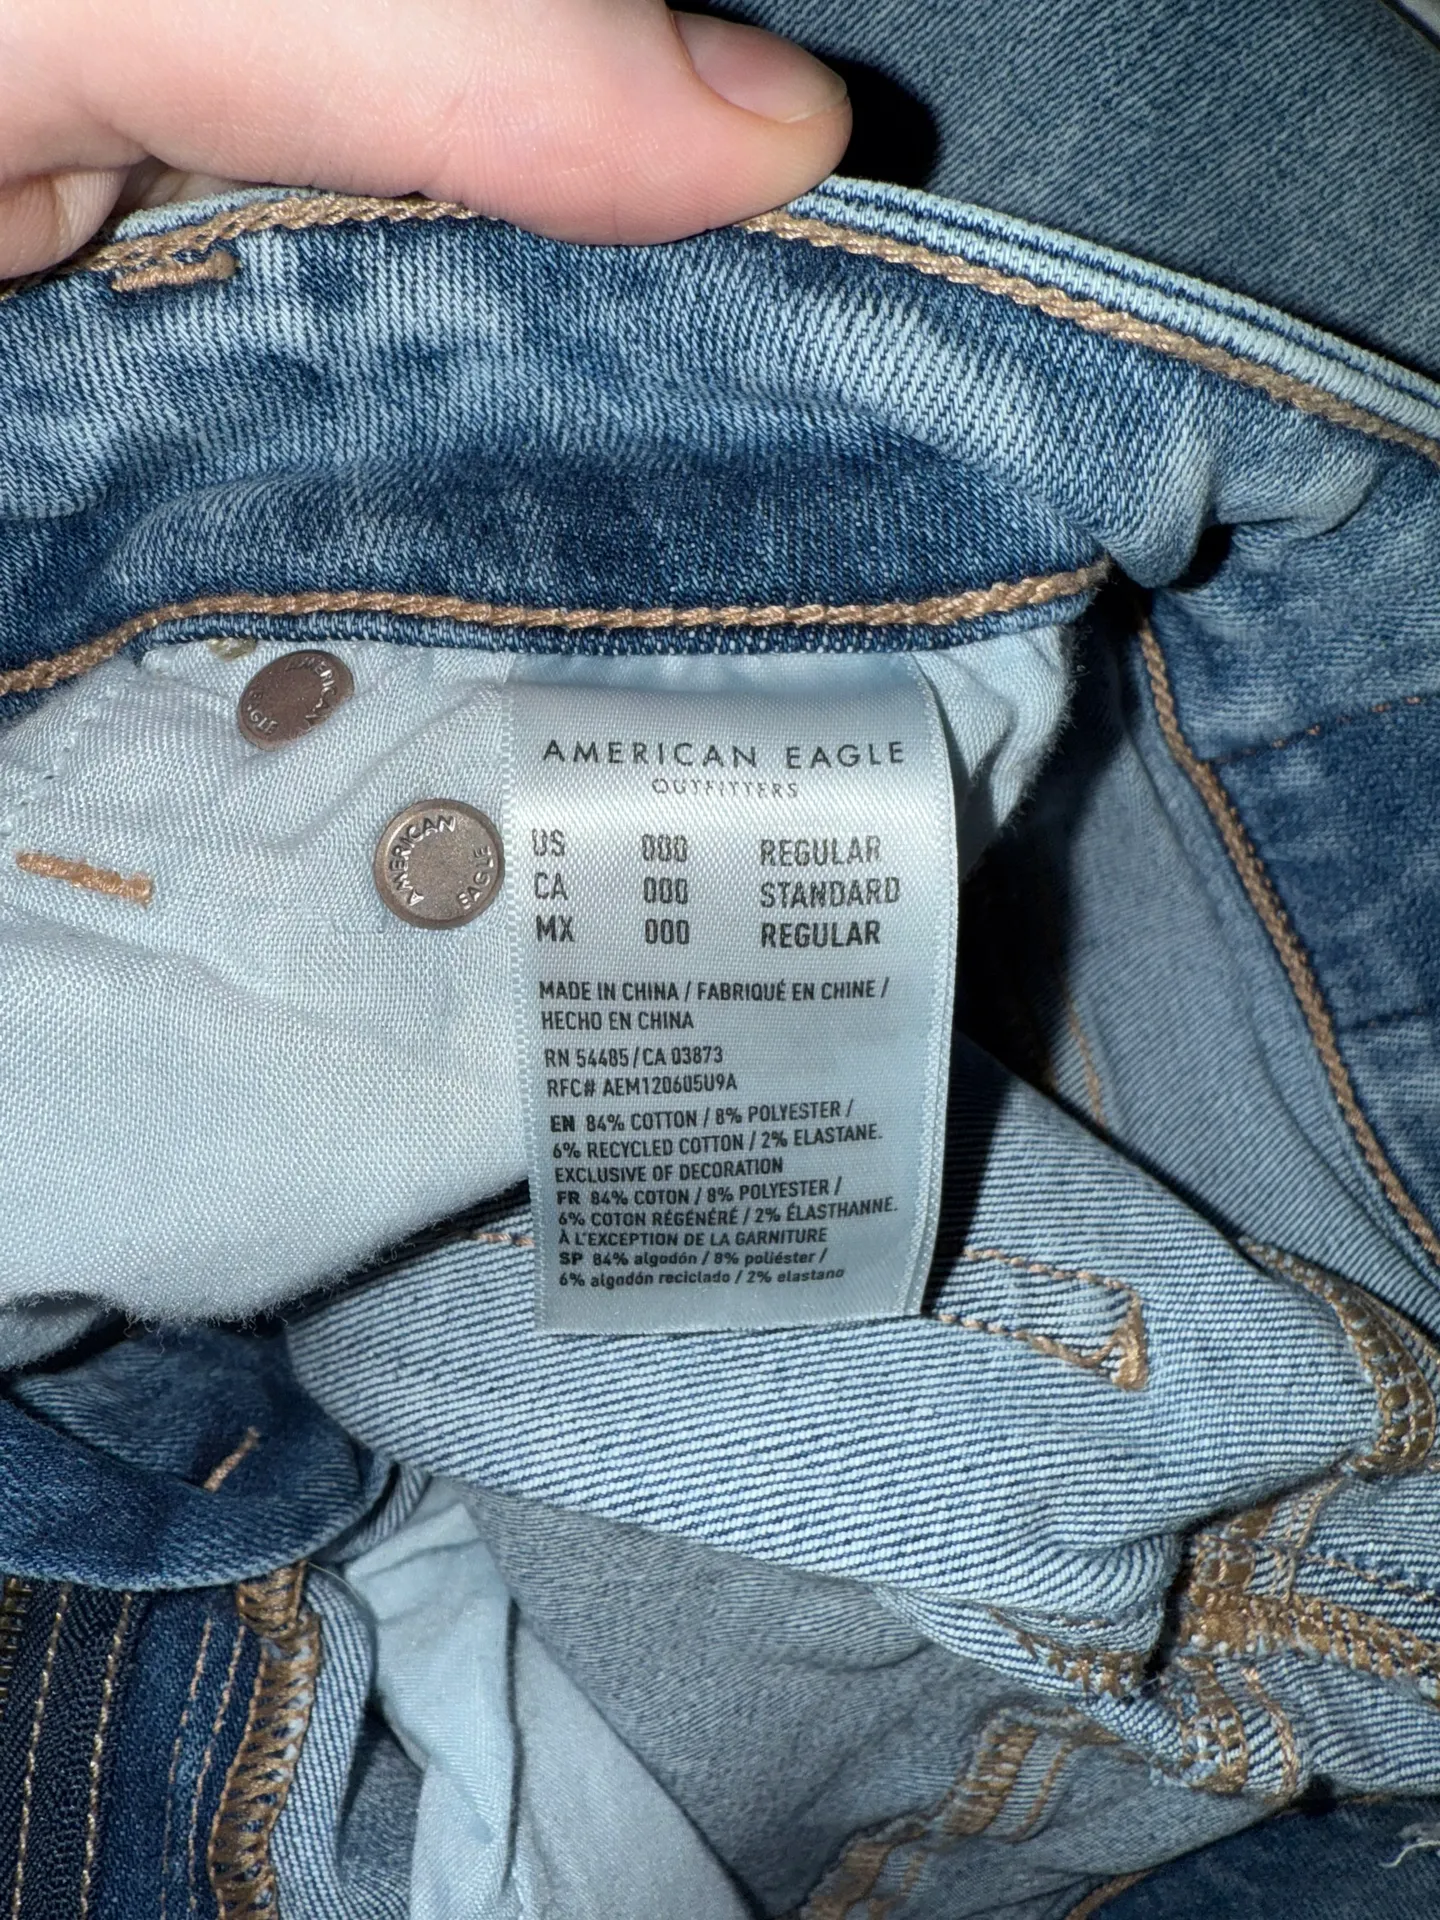 AMERICAN EAGLE
OUTFITTERS
US 000 REGULAR
CA 000 STANDARD
MX 000 REGULAR
MADE IN CHINA / FABRIQUÉ EN CHINE /
HECHO EN CHINA
RN 54485 / CA 03873
RFC# AEM120605U9A
EN 84% COTTON / 8% POLYESTER /
6% RECYCLED COTTON / 2% ELASTANE.
EXCLUSIVE OF DECORATION
FR 84% COTON / 8% POLYESTER /
6% COTON RÉGÉNÉRÉ / 2% ÉLASTHANNE.
À L'EXCEPTION DE LA GARNITURE
SP 84% algodón / 8% poliéster /
6% algodón reciclado / 2% elastano
AMERICAN EAGLE
AMERICAN EAGLE